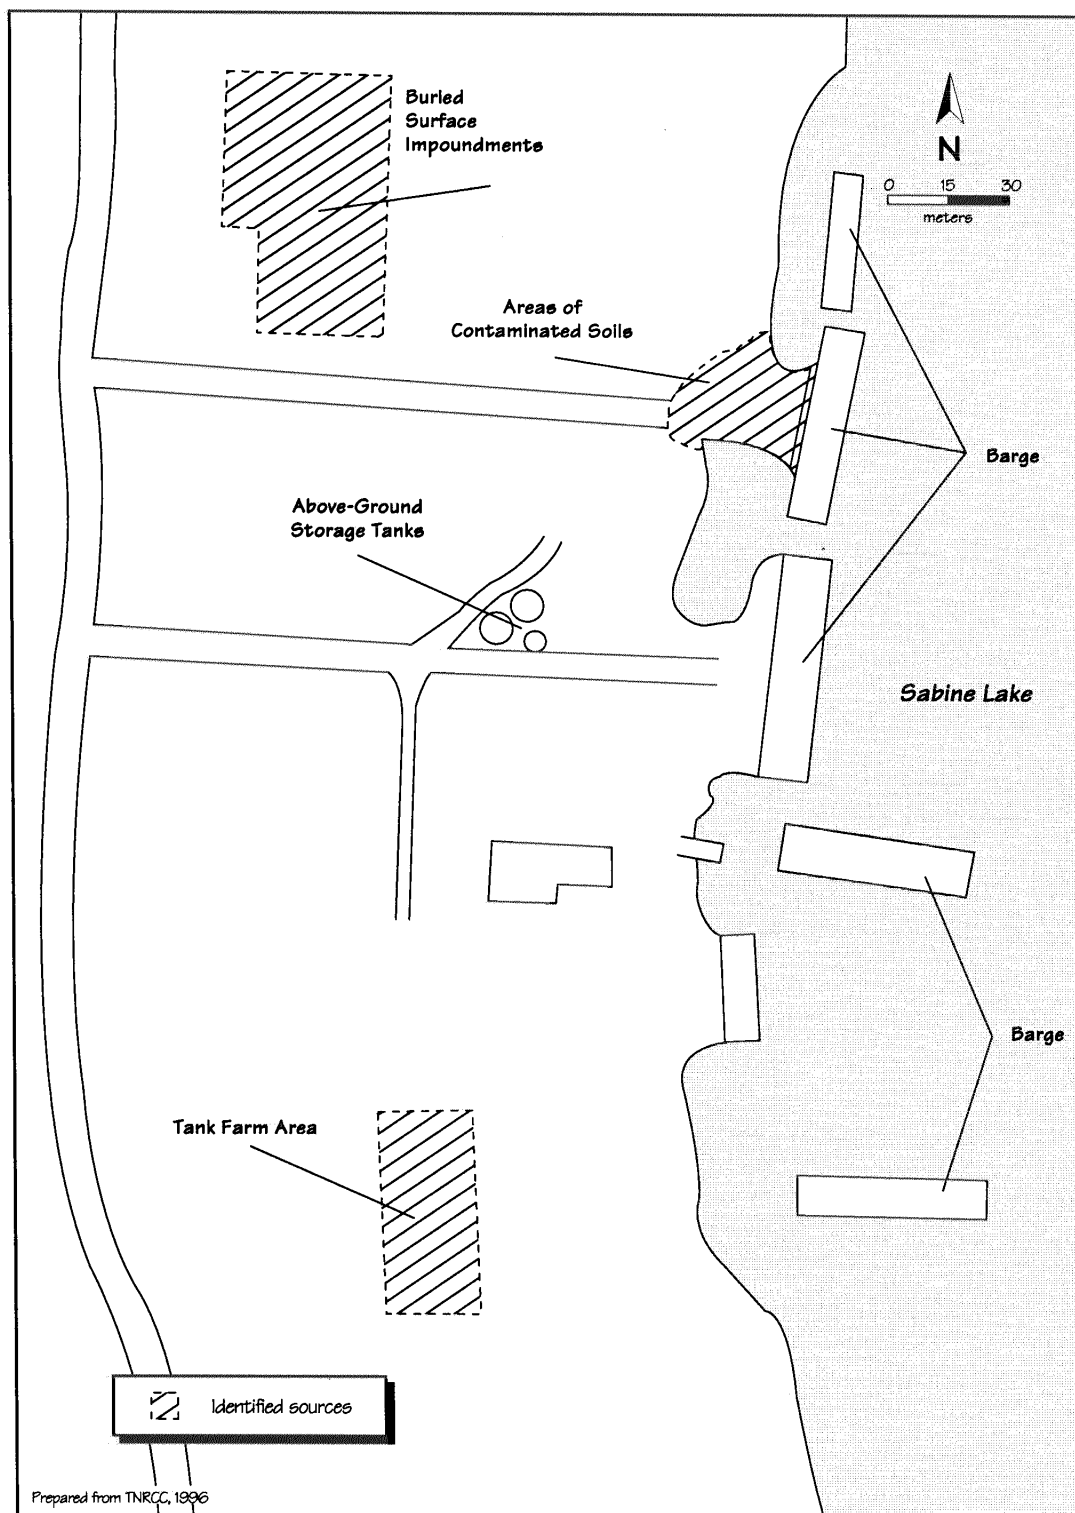 Buried
Surface
Impoundments
N
0 15 30
meters
Areas of
Contaminated Soils
Barge
Above-Ground
Storage Tanks
Sabine Lake
Barge
Tank Farm Area
Identified sources
Prepared from TNRCC, 1996